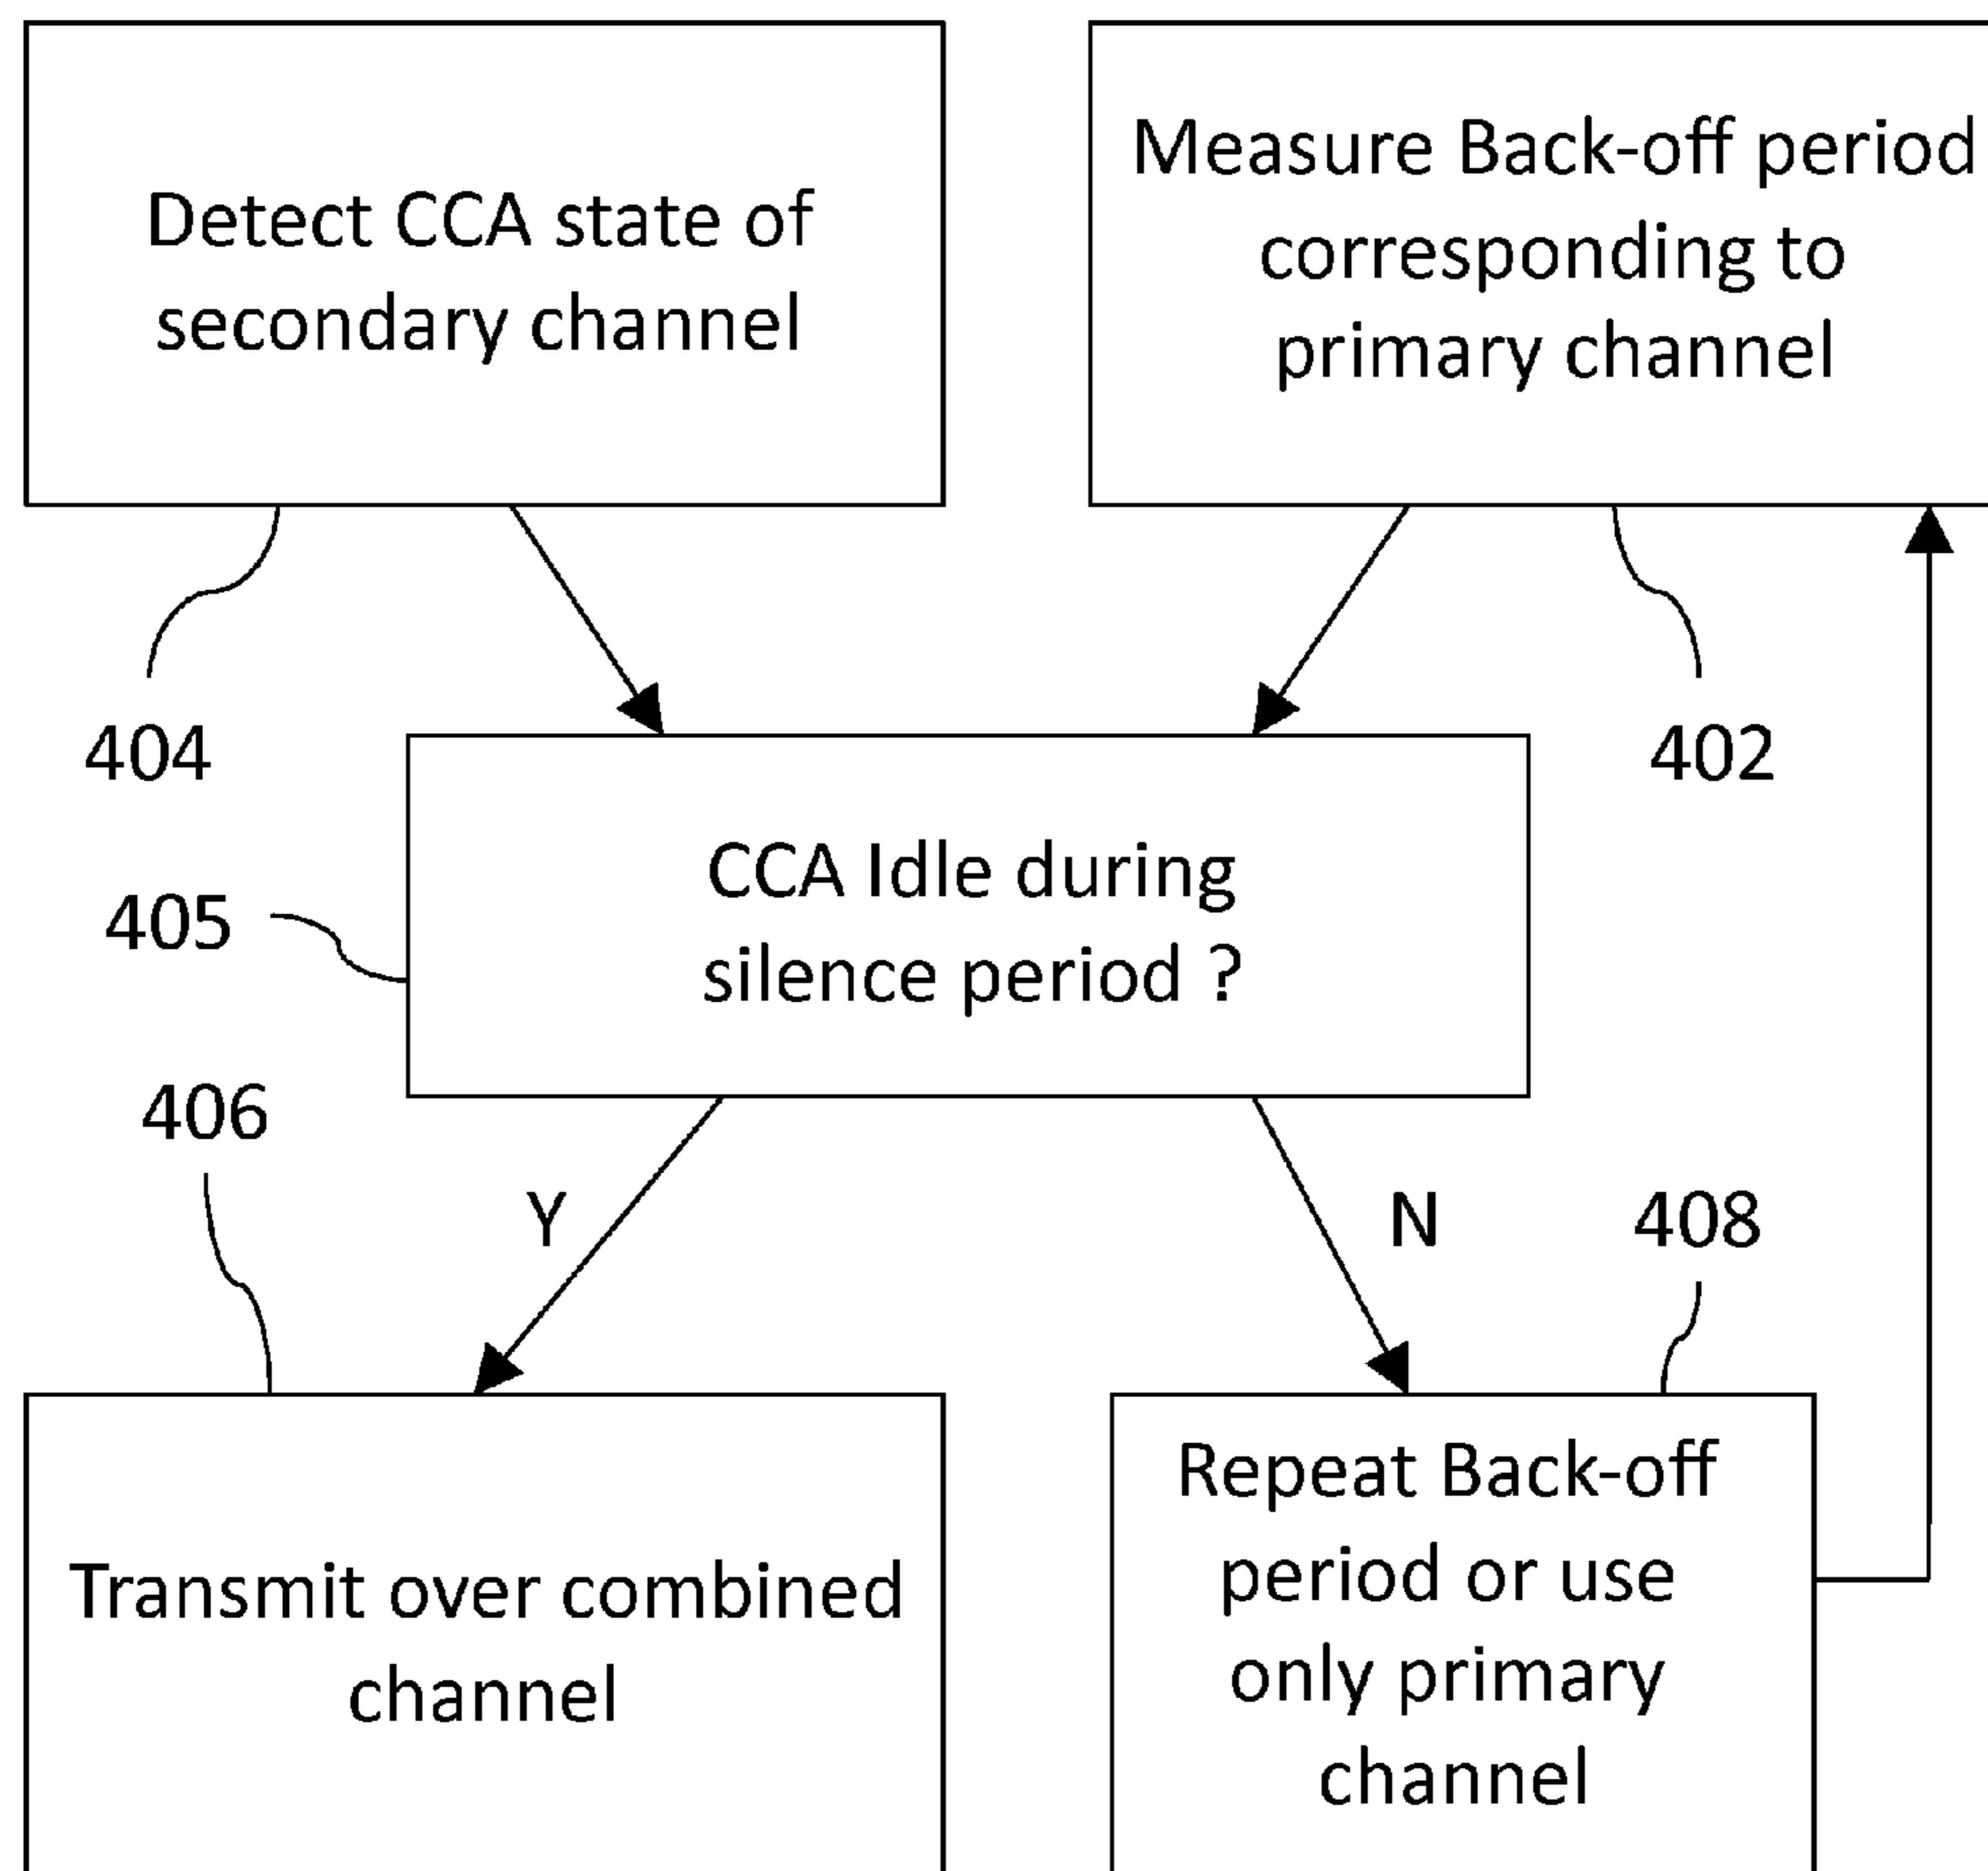 Detect CCA state of
secondary channel
Measure Back-off period
corresponding to
primary channel
404
402
CCA Idle during
silence period ?
405
406
Y
N
408
Transmit over combined
channel
Repeat Back-off
period or use
only primary
channel